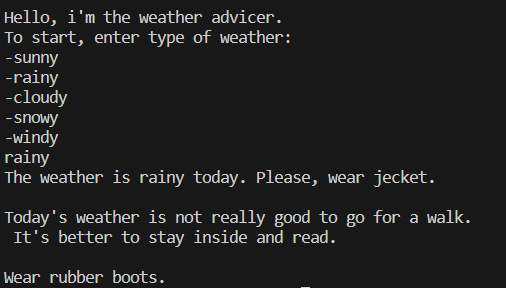 Hello, i'm the weather advicer.
To start, enter type of weather:
-sunny
-rainy
-cloudy
-snowy
-windy
rainy
The weather is rainy today. Please, wear jecket.
Today's weather is not really good to go for a walk.
It's better to stay inside and read.
Wear rubber boots.